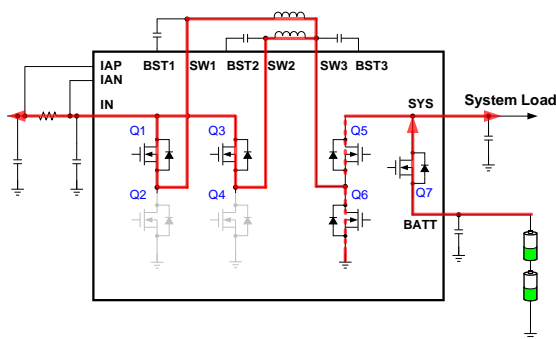 IAP
BST1
SW1
BST2
SW2
SW3
BST3
IAN
IN
SYS
System Load
Q1
Q3
Q5
Q2
Q4
Q6
Q7
BATT